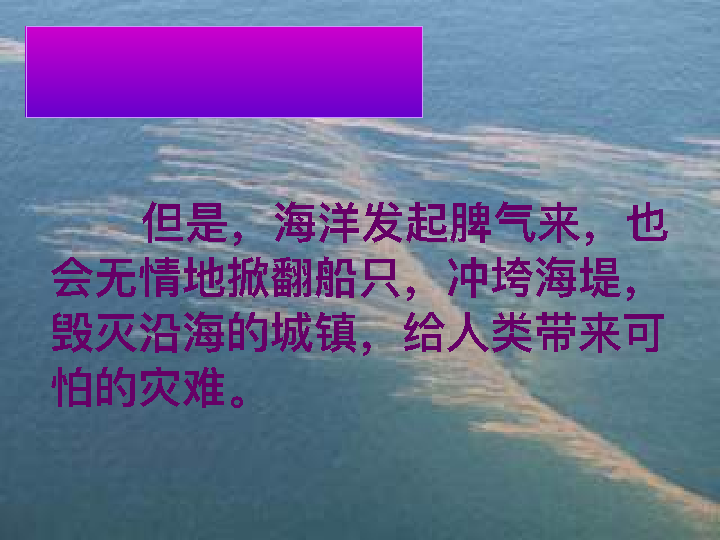 但是，海洋发起脾气来，也
会无情地掀翻船只，冲垮海堤，
毁灭沿海的城镇，给人类带来可
怕的灾难。